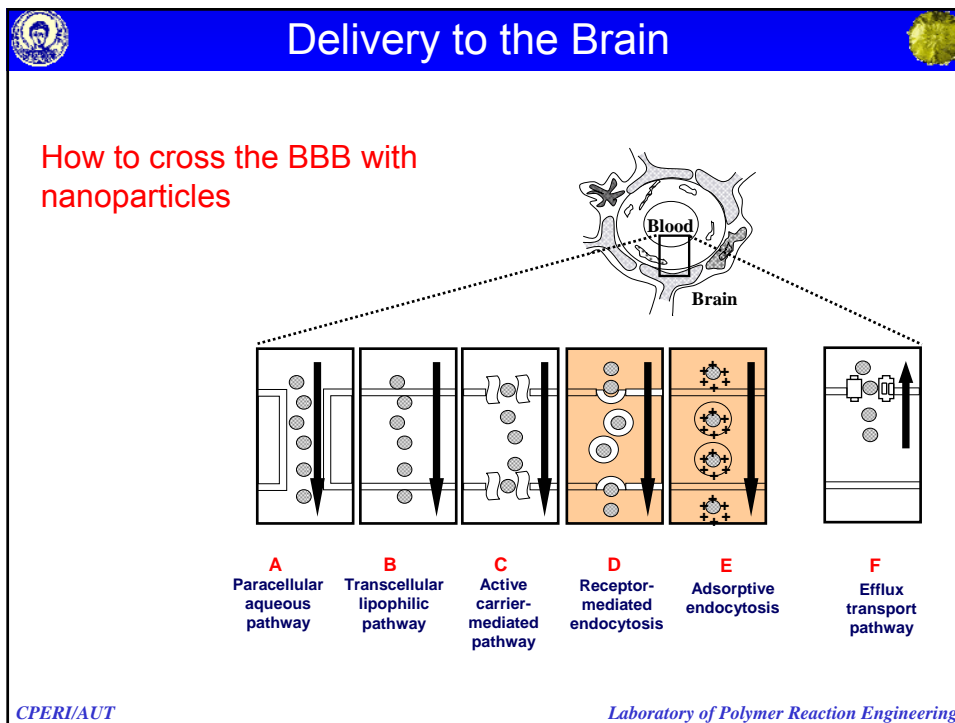 Delivery to the Brain
How to cross the BBB with
nanoparticles
Blood
Brain
A
Paracellular
aqueous
pathway
B
Transcellular
lipophilic
pathway
C
Active
carrier-
mediated
pathway
D
Receptor-
mediated
endocytosis
E
Adsorptive
endocytosis
F
Efflux
transport
pathway
CPERI/AUT
Laboratory of Polymer Reaction Engineering